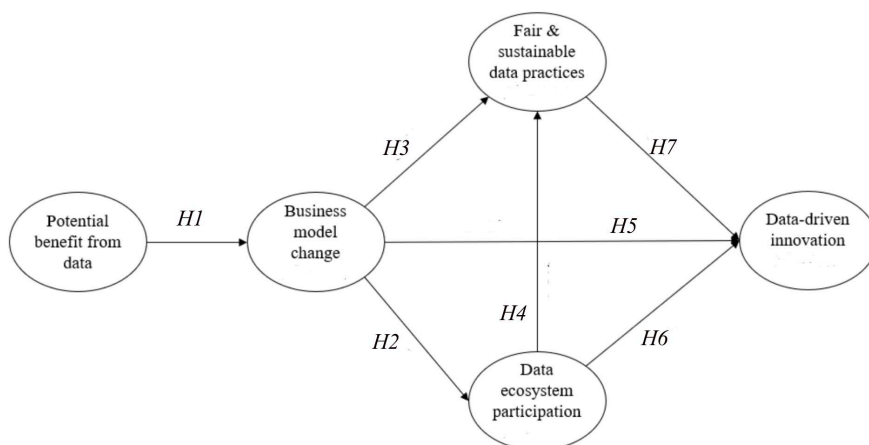 Fair &
sustainable
data practices
H3
H7
Potential
benefit from
data
H1
Business
model
change
H5
Data-driven
innovation
H2
H4
H6
Data
ecosystem
participation